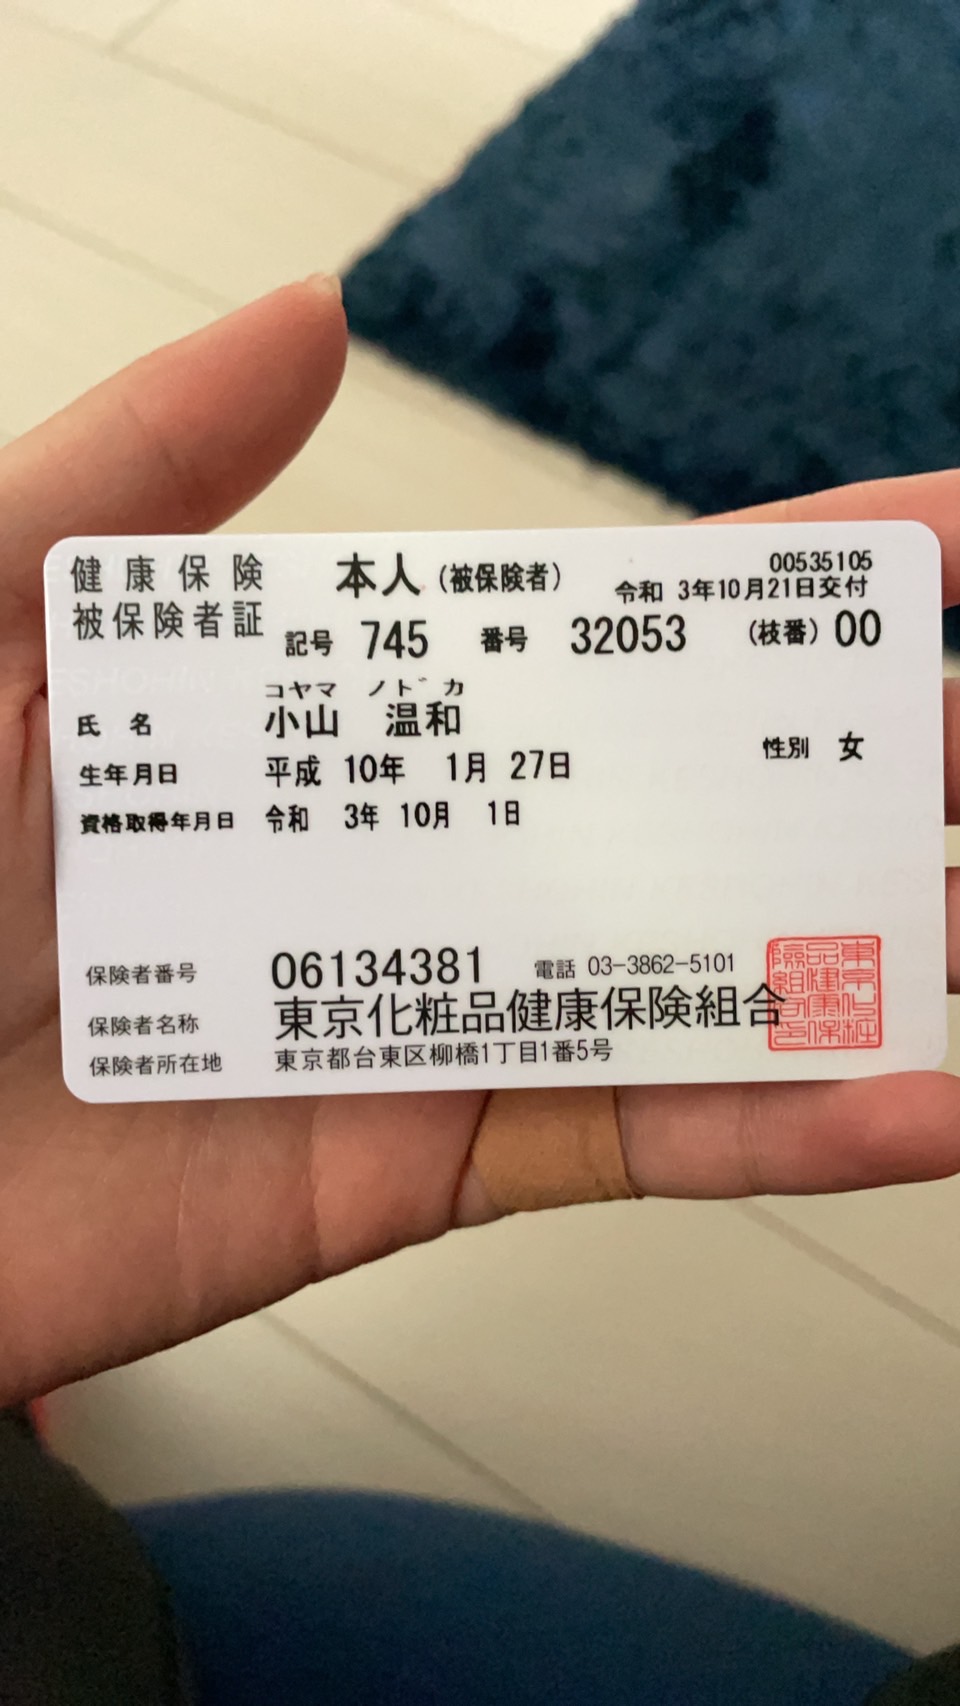 00535105
健康保険 本人(被保険者) 令和 3年10月21日交付
被保険者証 記号 745 番号 32053 (枝番) 00
コヤマ ノドカ
氏名 小山 温和
性別 女
生年月日 平成 10年 1月 27日
資格取得年月日 令和 3年 10月 1日
保険者番号 06134381 電話 03-3862-5101
保険者名称 東京化粧品健康保険組合
保険者所在地 東京都台東区柳橋1丁目1番5号